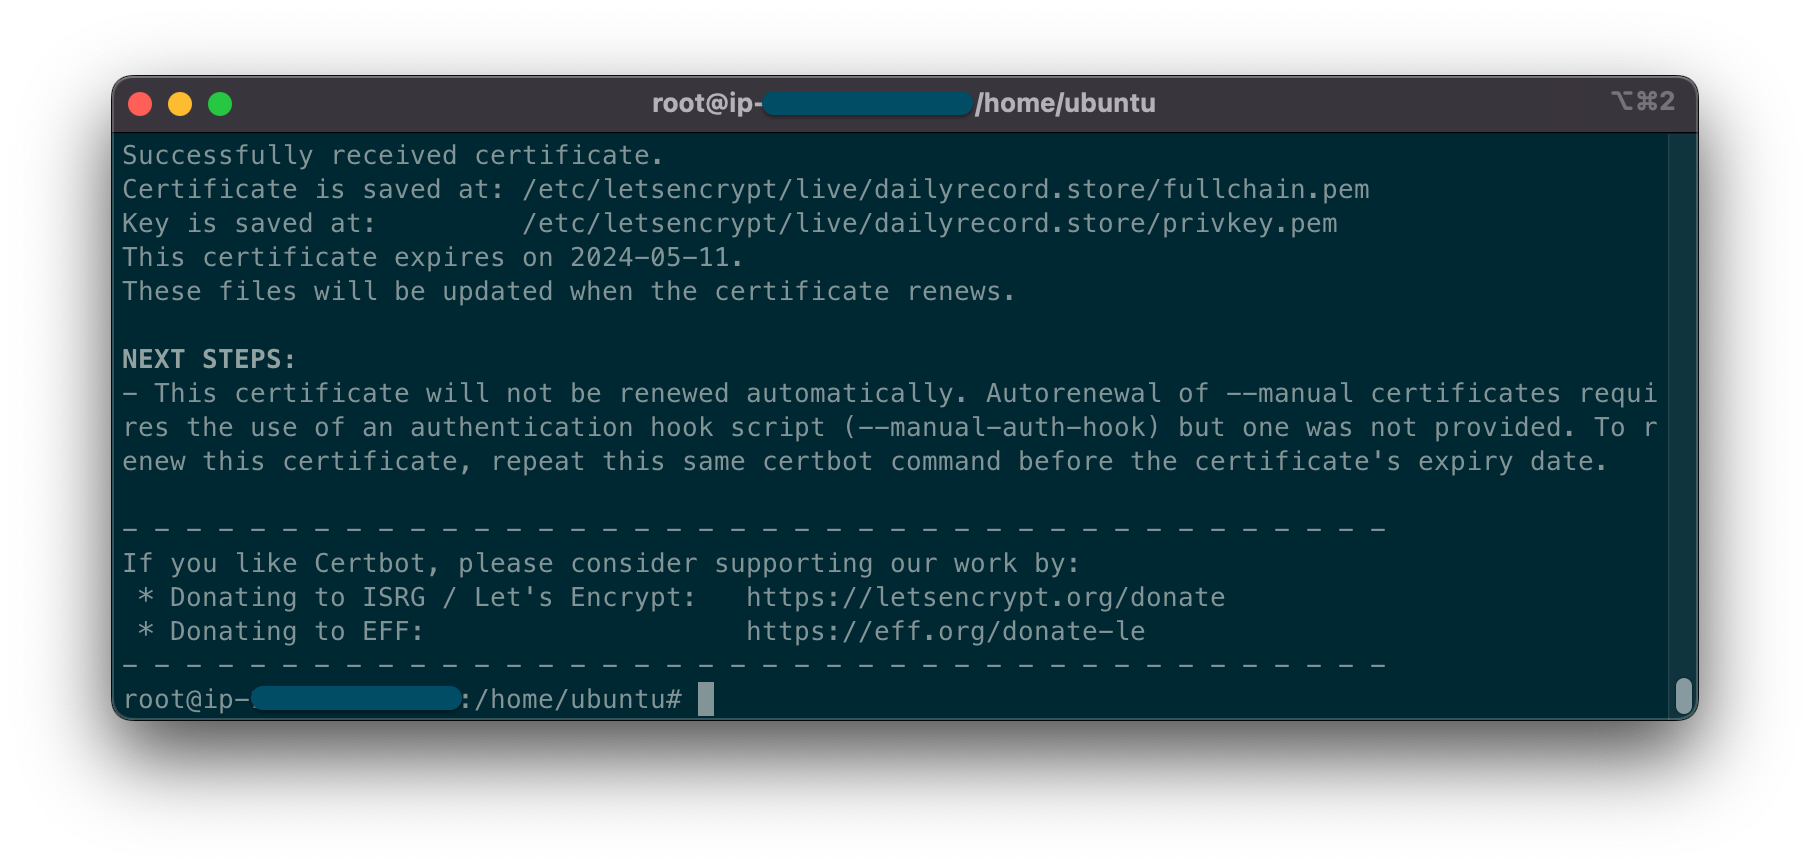 root@ip-/home/ubuntu
⌥⌘2
Successfully received certificate.
Certificate is saved at: /etc/letsencrypt/live/dailyrecord.store/fullchain.pem
Key is saved at:         /etc/letsencrypt/live/dailyrecord.store/privkey.pem
This certificate expires on 2024-05-11.
These files will be updated when the certificate renews.
NEXT STEPS:
- This certificate will not be renewed automatically. Autorenewal of --manual certificates requi
res the use of an authentication hook script (--manual-auth-hook) but one was not provided. To r
enew this certificate, repeat this same certbot command before the certificate's expiry date.
- - - - - - - - - - - - - - - - - - - - - - - - - - - - - - - - - - - - - - - -
If you like Certbot, please consider supporting our work by:
 * Donating to ISRG / Let's Encrypt:   https://letsencrypt.org/donate
 * Donating to EFF:                    https://eff.org/donate-le
- - - - - - - - - - - - - - - - - - - - - - - - - - - - - - - - - - - - - - - -
root@ip-:/home/ubuntu#